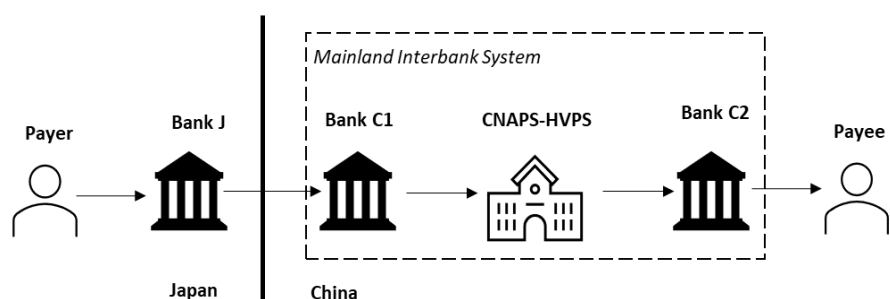 Mainland Interbank System
Payer
Bank J
Bank C1
CNAPS-HVPS
Bank C2
Payee
Japan
China